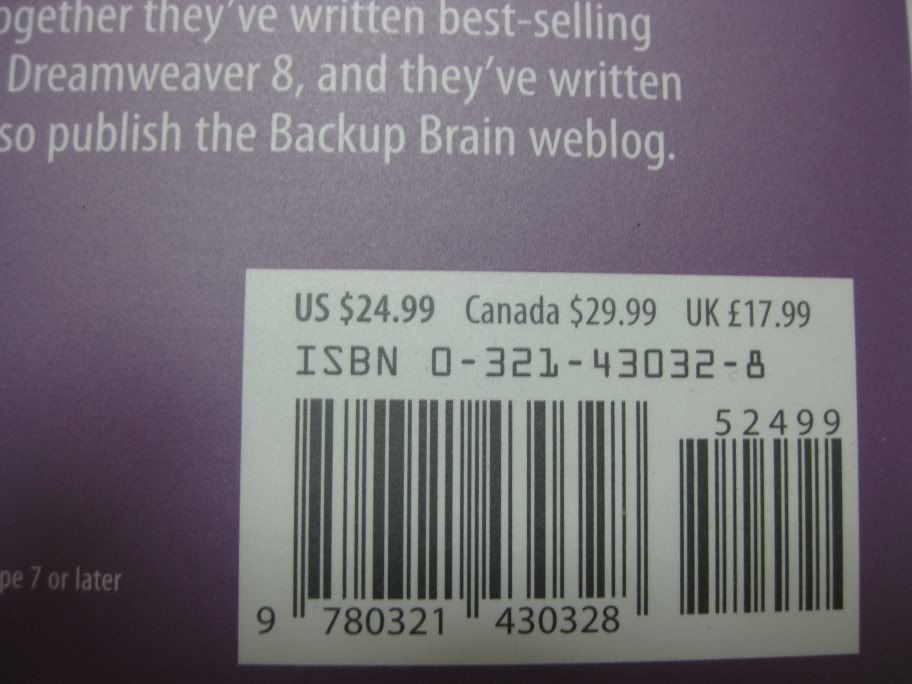 ogether they've written best-selling
Dreamweaver 8, and they've written
so publish the Backup Brain weblog.
US $24.99 Canada $29.99 UK £17.99
ISBN 0-321-43032-8
52499
pe 7 or later
9 780321 430328